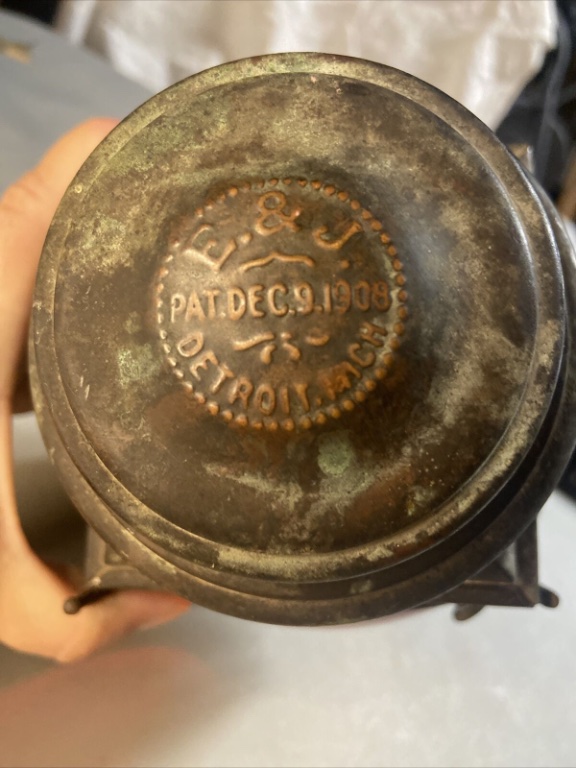 E. & J.
PAT. DEC. 9. 1908
DETROIT. MICH